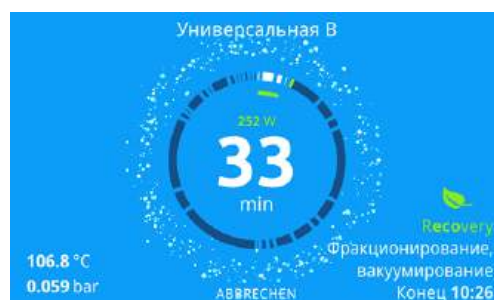 Универсальная В
252 W
33
min
Recovery
Фракционирование,
вакуумирование
106.8 °C
0.059 bar
ABBRECHEN
Конец 10:26